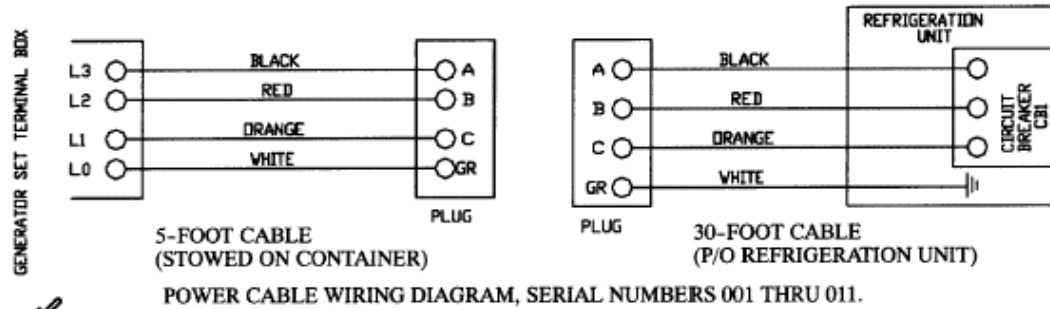 GENERATOR SET TERMINAL BOX
L3
BLACK
A
L2
RED
B
L1
ORANGE
C
L0
WHITE
GR
PLUG
5-FOOT CABLE
(STOWED ON CONTAINER)
REFRIGERATION
UNIT
A
BLACK
B
RED
C
ORANGE
GR
WHITE
CIRCUIT
BREAKER
CB1
PLUG
30-FOOT CABLE
(P/O REFRIGERATION UNIT)
POWER CABLE WIRING DIAGRAM, SERIAL NUMBERS 001 THRU 011.